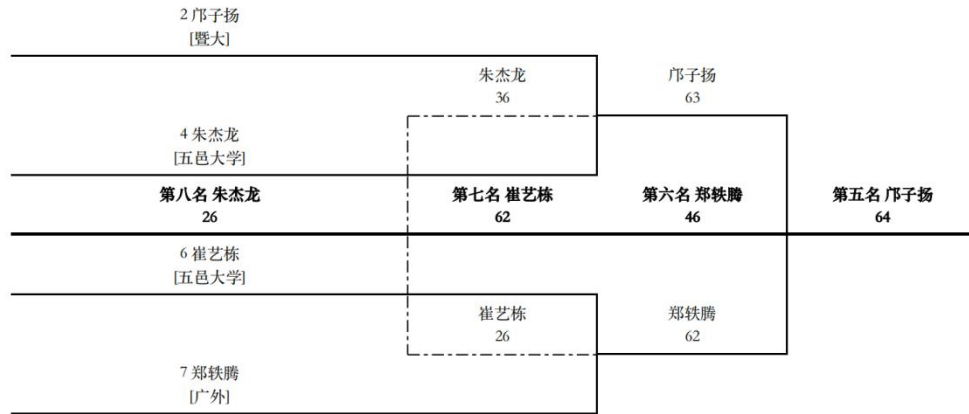 2 邝子扬
[暨大]
朱杰龙
36
邝子扬
63
4 朱杰龙
[五邑大学]
第八名 朱杰龙
26
第七名 崔艺栋
62
第六名 郑轶腾
46
第五名 邝子扬
64
6 崔艺栋
[五邑大学]
崔艺栋
26
郑轶腾
62
7 郑轶腾
[广外]